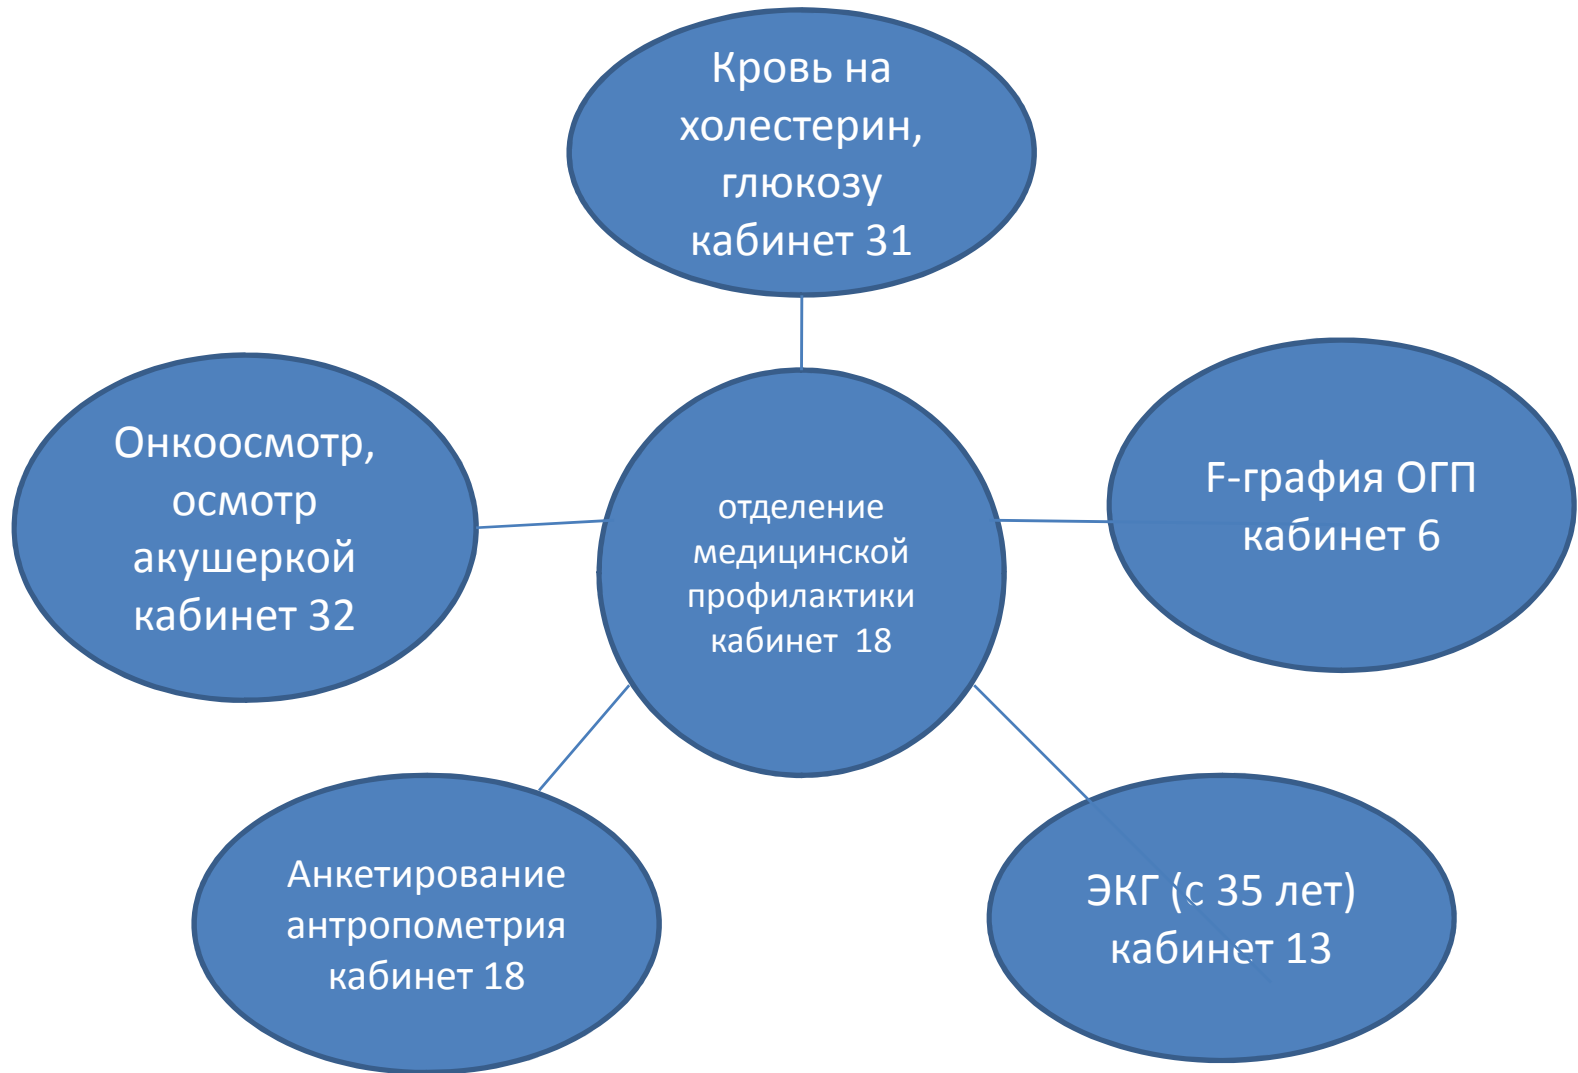 Кровь на
холестерин,
глюкозу
кабинет 31
Онкоосмотр,
осмотр
акушеркой
кабинет 32
отделение
медицинской
профилактики
кабинет 18
F-графия ОГП
кабинет 6
Анкетирование
антропометрия
кабинет 18
ЭКГ (с 35 лет)
кабинет 13